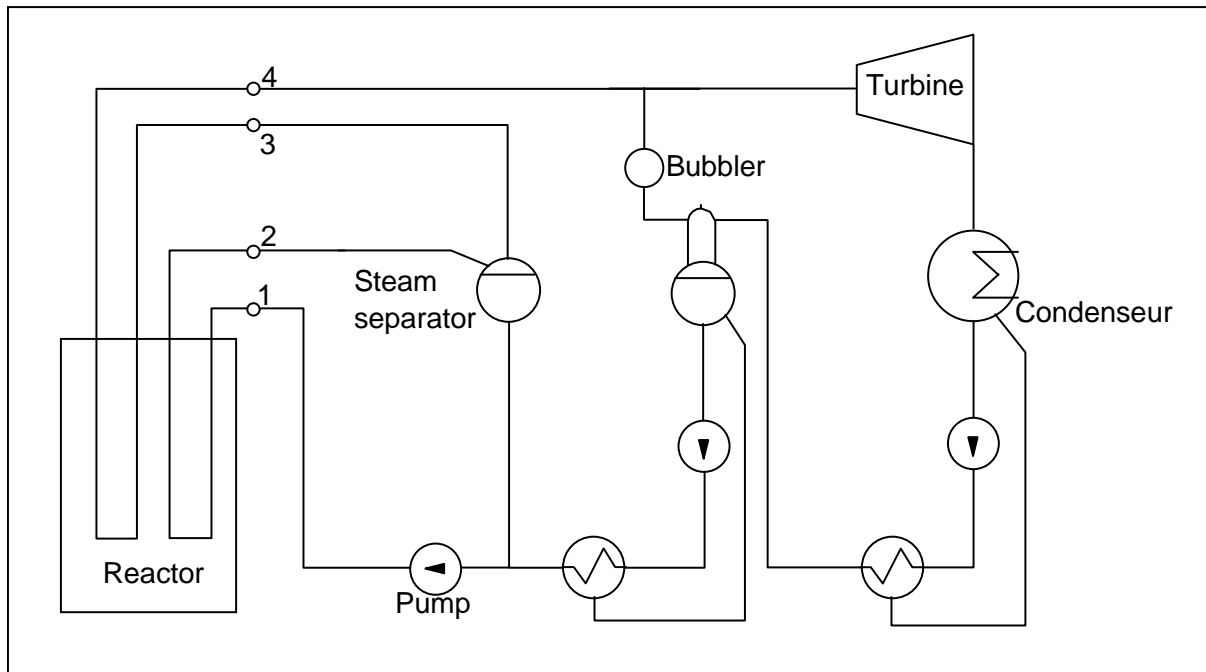 4
Turbine
3
Bubbler
2
Steam
separator
1
Condenseur
Reactor
Pump